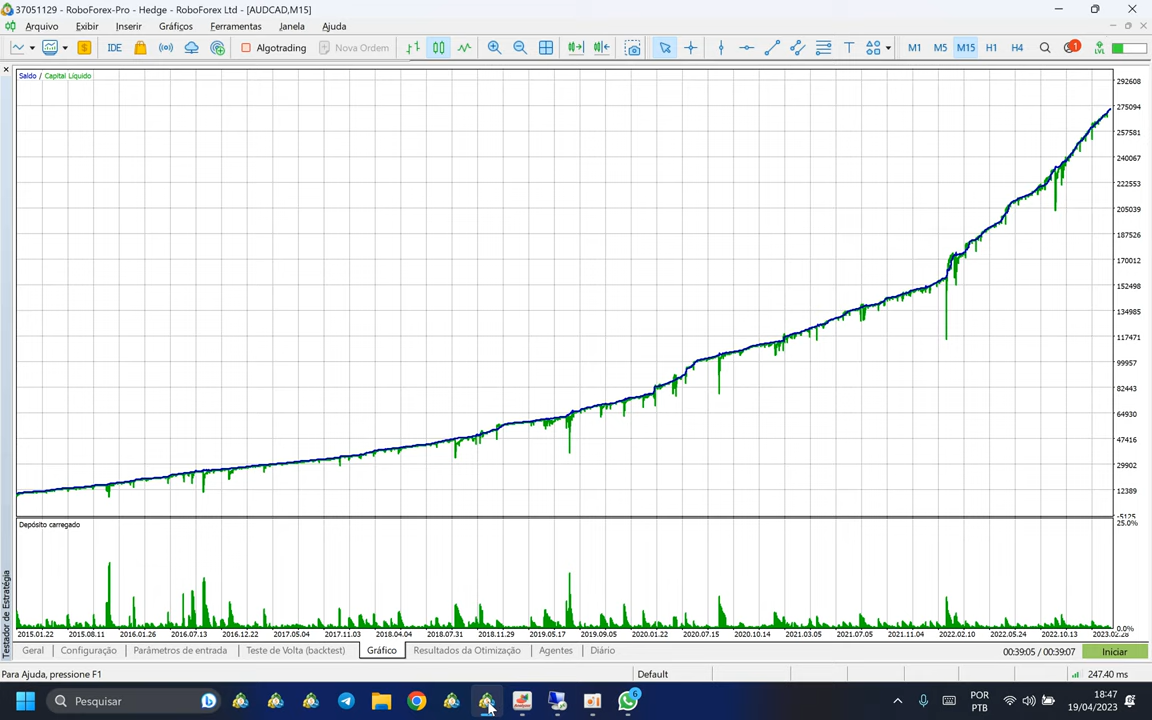 37051129 - RoboForex-Pro - Hedge - RoboForex Ltd - [AUDCAD,M15]
Arquivo Exibir Inserir Gráficos Ferramentas Janela Ajuda
IDE Algotrading Nova Ordem M1 M5 M15 H1 H4 1 LVL
Saldo / Capital Líquido
292608
275094
257581
240067
222553
205039
187526
170012
152498
134985
117471
99957
82443
64930
47416
29902
12389
-5125
Depósito carregado
25.0%
0.0%
2015.01.22 2015.08.11 2016.01.26 2016.07.13 2016.12.22 2017.05.04 2017.11.03 2018.04.04 2018.07.31 2018.11.29 2019.05.17 2019.09.05 2020.01.22 2020.07.15 2020.10.14 2021.03.05 2021.07.05 2021.11.04 2022.02.10 2022.05.24 2022.10.13 2023.02.28
Testador de Estratégia
Geral Configuração Parâmetros de entrada Teste de Volta (backtest) Gráfico Resultados da Otimização Agentes Diário 00:39:05 / 00:39:07 Iniciar
Para Ajuda, pressione F1 Default 247.40 ms
Pesquisar 6 POR 18:47
PTB 19/04/2023